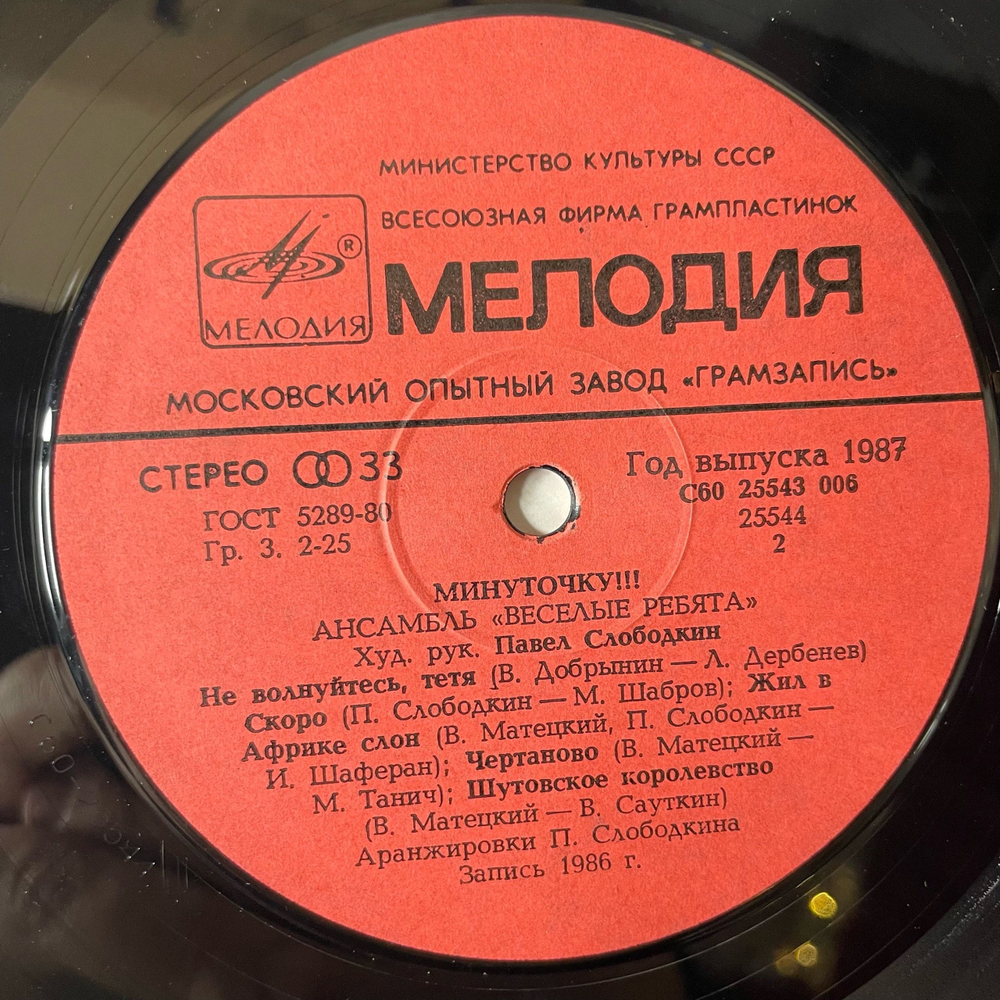 МИНИСТЕРСТВО КУЛЬТУРЫ СССР
ВСЕСОЮЗНАЯ ФИРМА ГРАМПЛАСТИНОК
®
МЕЛОДИЯ
МЕЛОДИЯ
МОСКОВСКИЙ ОПЫТНЫЙ ЗАВОД «ГРАМЗАПИСЬ»
СТЕРЕО 33
ГОСТ 5289-80
Гр. 3. 2-25
Год выпуска 1987
С60 25543 006
25544
2
МИНУТОЧКУ!!!
АНСАМБЛЬ «ВЕСЕЛЫЕ РЕБЯТА»
Худ. рук. Павел Слободкин
Не волнуйтесь, тетя (В. Добрынин — Л. Дербенев)
Скоро (П. Слободкин — М. Шабров); Жил в
Африке слон (В. Матецкий, П. Слободкин —
И. Шаферан); Чертаново (В. Матецкий —
М. Танич); Шутовское королевство
(В. Матецкий — В. Сауткин)
Аранжировки П. Слободкина
Запись 1986 г.